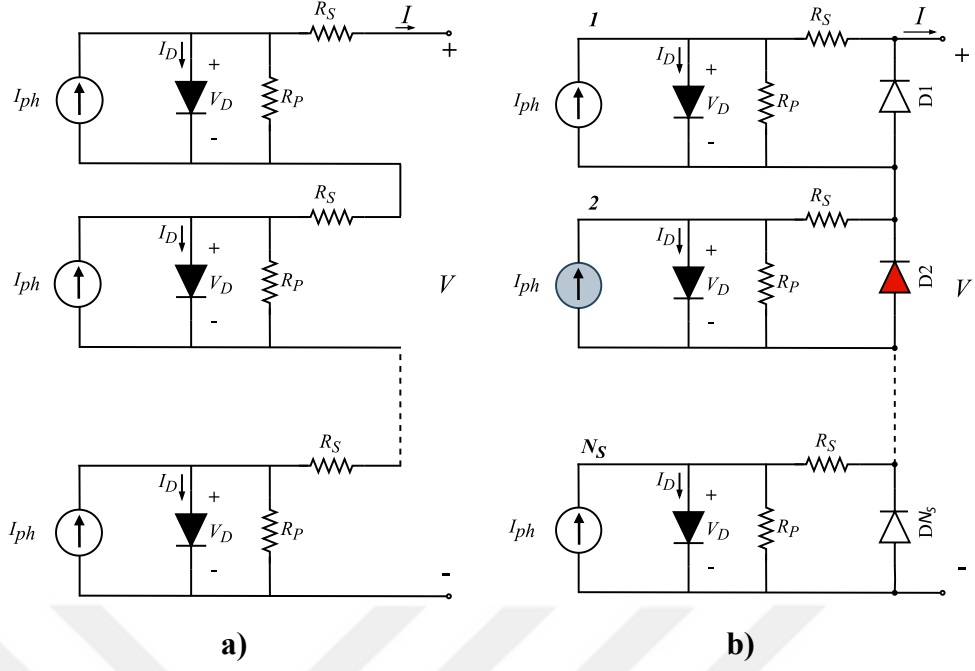 R_S
I
I_D
+
+
I_ph
V_D
R_P
-
R_S
I_D
+
I_ph
V_D
R_P
V
-
R_S
I_D
+
I_ph
V_D
R_P
-
-
a)
1
R_S
I
I_D
+
+
I_ph
V_D
R_P
D1
-
2
R_S
I_D
+
I_ph
V_D
R_P
D2
V
-
N_S
R_S
I_D
+
I_ph
V_D
R_P
DN_s
-
-
b)